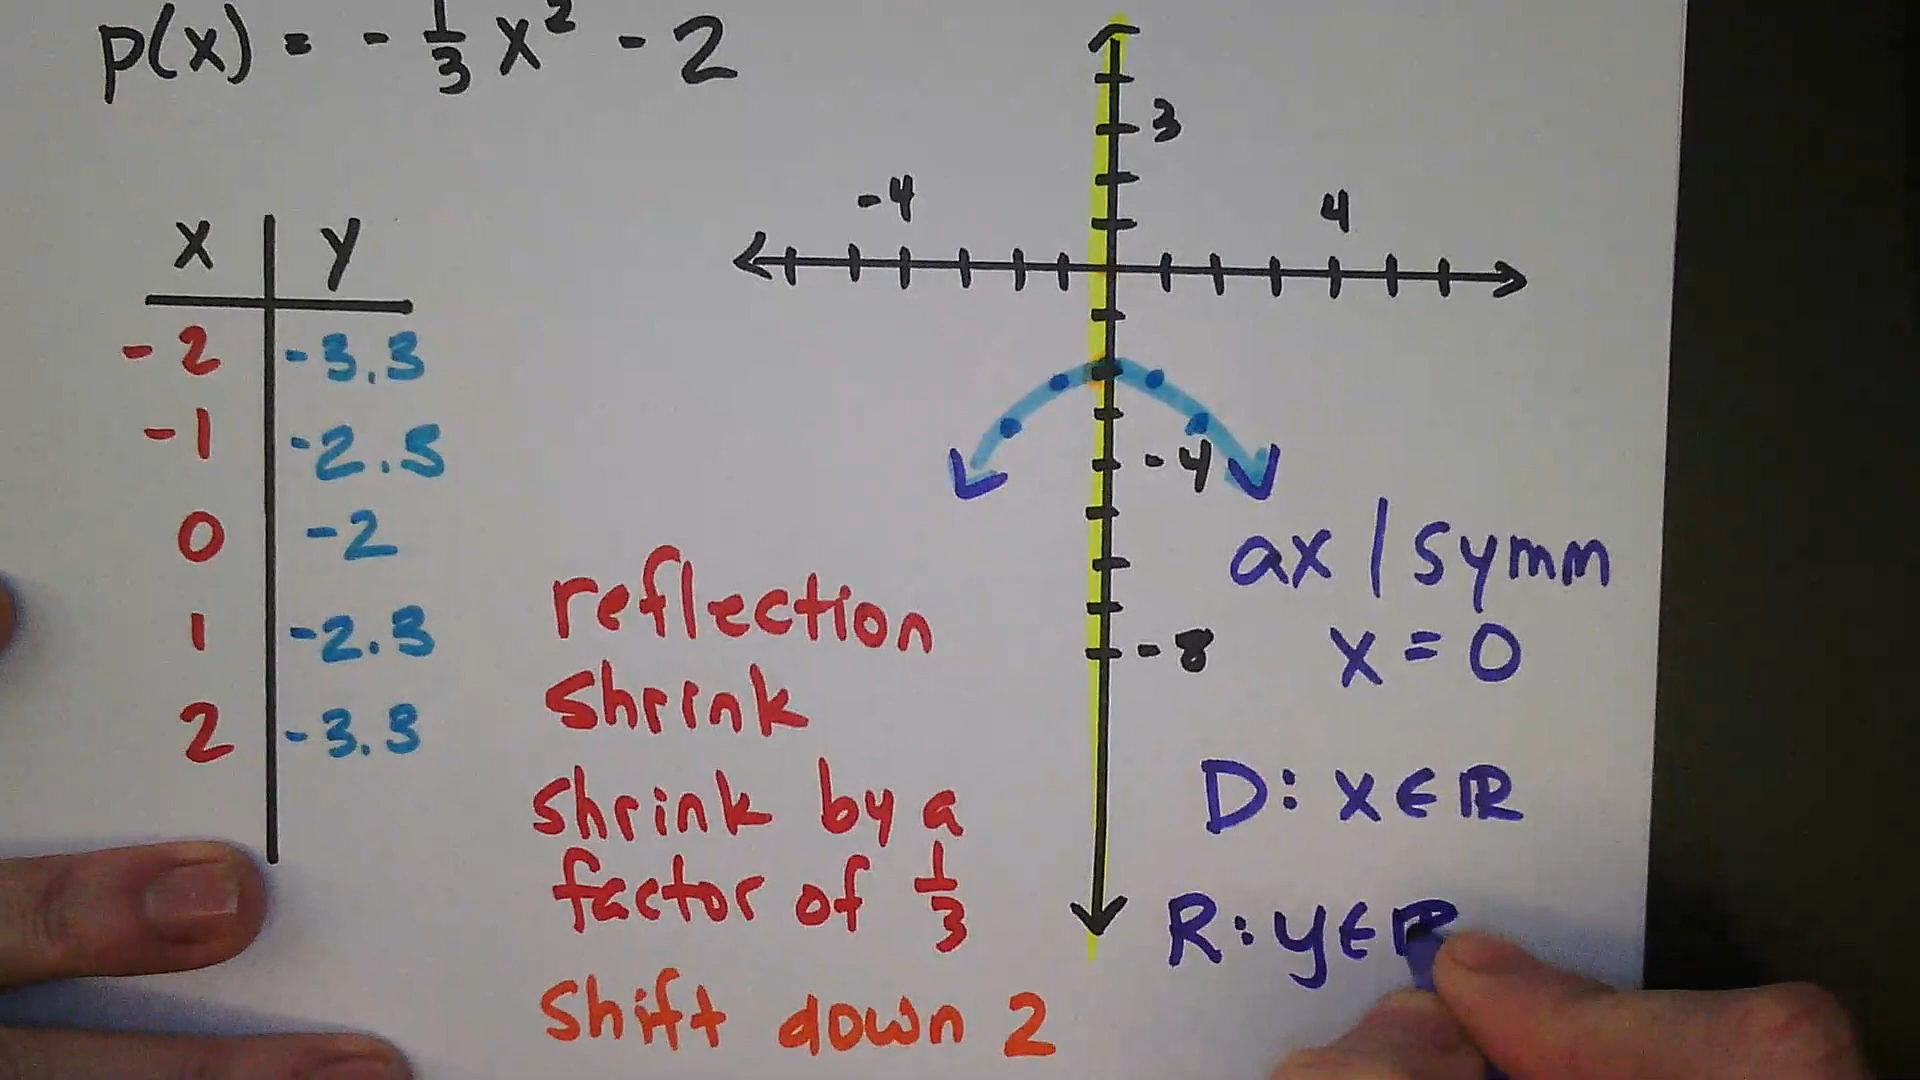 p(x) = - 1/3 x² - 2
x y
-2 -3.3
-1 -2.3
0 -2
1 -2.3
2 -3.3
3
-4 4
-4
-8
reflection
shrink
shrink by a
factor of 1/3
shift down 2
ax / symm
x = 0
D: x ∈ ℝ
R: y ∈ ℝ